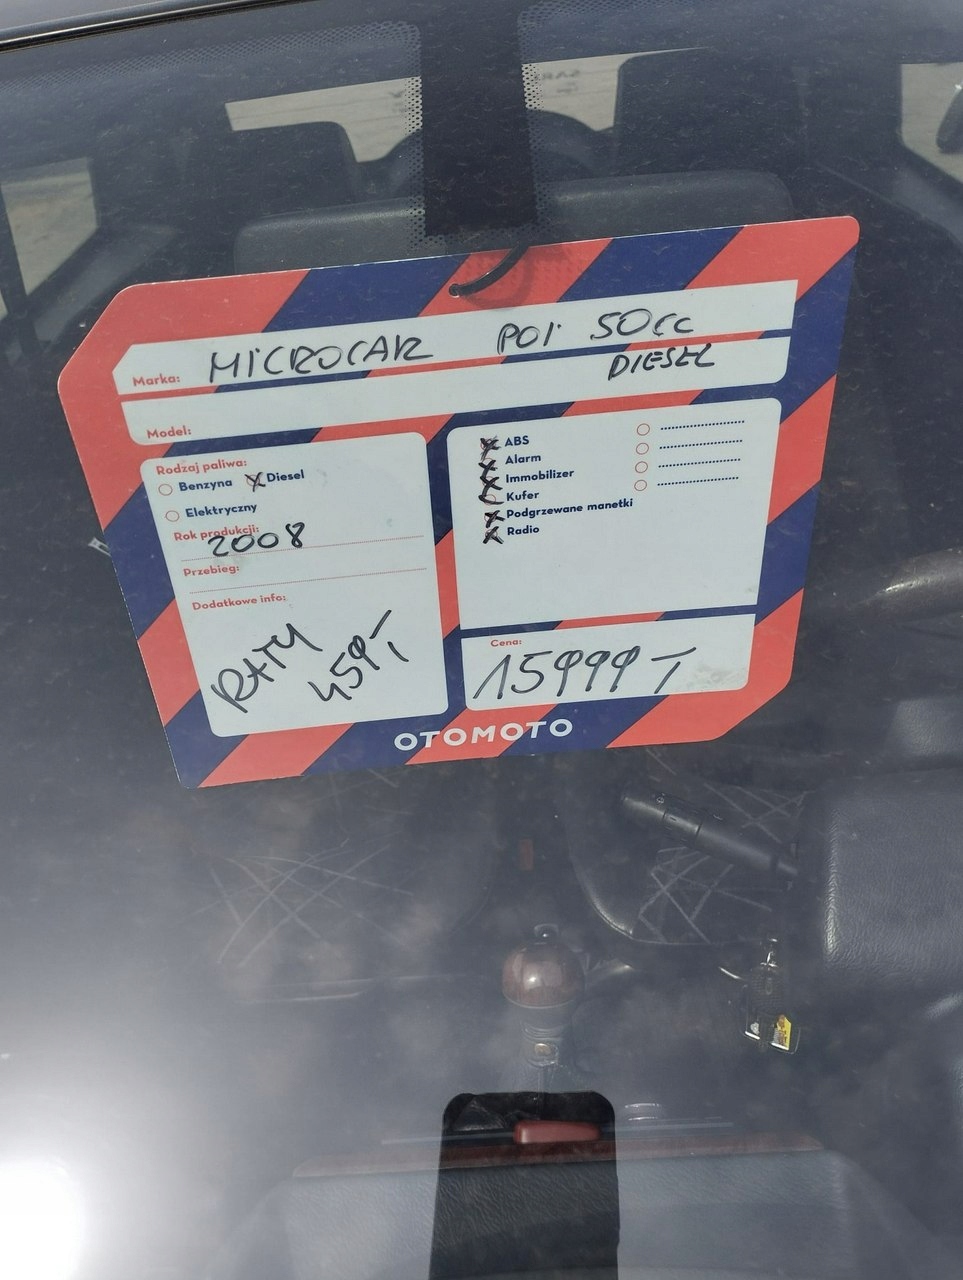 Marka: MICROCAR POJ 50cc
DIESEL
Model:
Rodzaj paliwa:
Benzyna Diesel
Elektryczny
Rok produkcji:
2008
Przebieg:
Dodatkowe info:
RATY
459,-
ABS
Alarm
Immobilizer
Kufer
Podgrzewane manetki
Radio
Cena:
15999,-
OTOMOTO